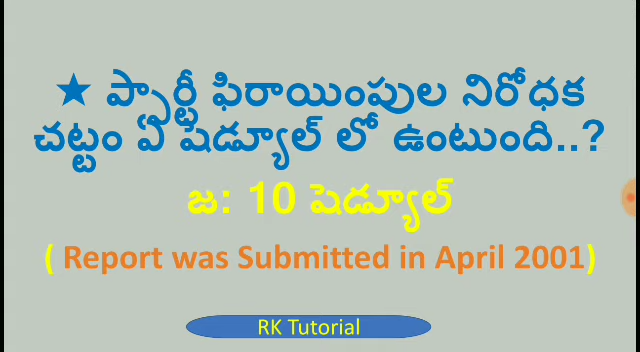 ★ ప్పార్టీ ఫిరాయింపుల నిరోధక
చట్టం ఏ షెడ్యూల్ లో ఉంటుంది..?
జ: 10 షెడ్యూల్
( Report was Submitted in April 2001)
RK Tutorial